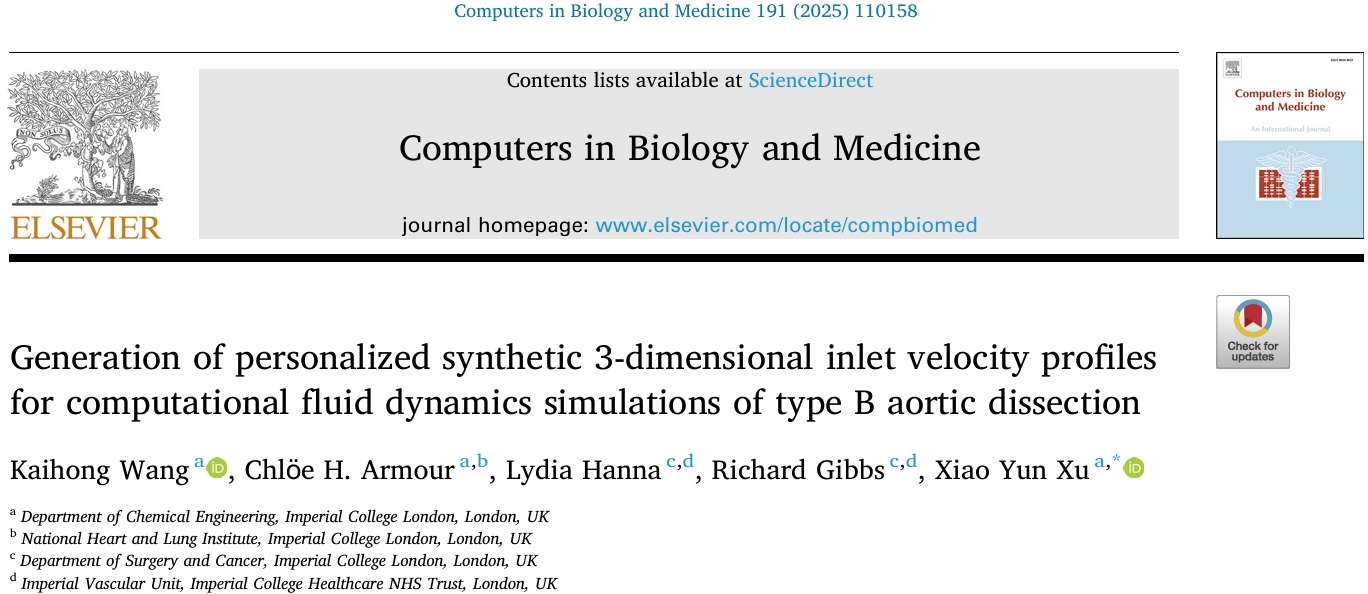 Computers in Biology and Medicine 191 (2025) 110158
Contents lists available at ScienceDirect
Computers in Biology and Medicine
journal homepage: www.elsevier.com/locate/compbiomed
NON SOLUS
ELSEVIER
Computers in Biology
and Medicine
An International Journal
Check for
updates
Generation of personalized synthetic 3-dimensional inlet velocity profiles
for computational fluid dynamics simulations of type B aortic dissection
Kaihong Wang a iD, Chlöe H. Armour a,b, Lydia Hanna c,d, Richard Gibbs c,d, Xiao Yun Xu a,* iD
a Department of Chemical Engineering, Imperial College London, London, UK
b National Heart and Lung Institute, Imperial College London, London, UK
c Department of Surgery and Cancer, Imperial College London, London, UK
d Imperial Vascular Unit, Imperial College Healthcare NHS Trust, London, UK